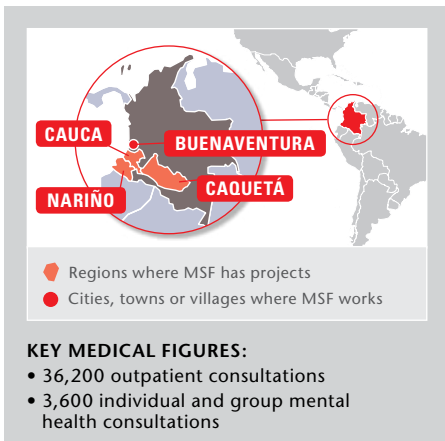 CAUCA
BUENAVENTURA
NARIÑO
CAQUETÁ
Regions where MSF has projects
Cities, towns or villages where MSF works
KEY MEDICAL FIGURES:
• 36,200 outpatient consultations
• 3,600 individual and group mental
health consultations